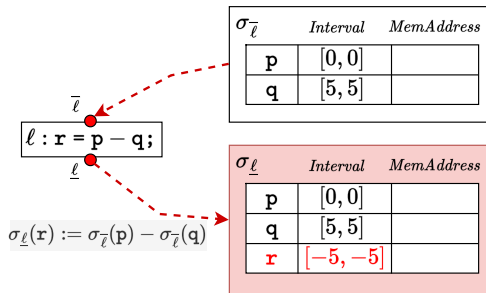 σ_ℓ̅ Interval MemAddress
p [0, 0]
q [5, 5]
ℓ̅
ℓ : r = p − q;
ℓ̲
σ_ℓ̲(r) := σ_ℓ̅(p) − σ_ℓ̅(q)
σ_ℓ̲ Interval MemAddress
p [0, 0]
q [5, 5]
r [−5, −5]